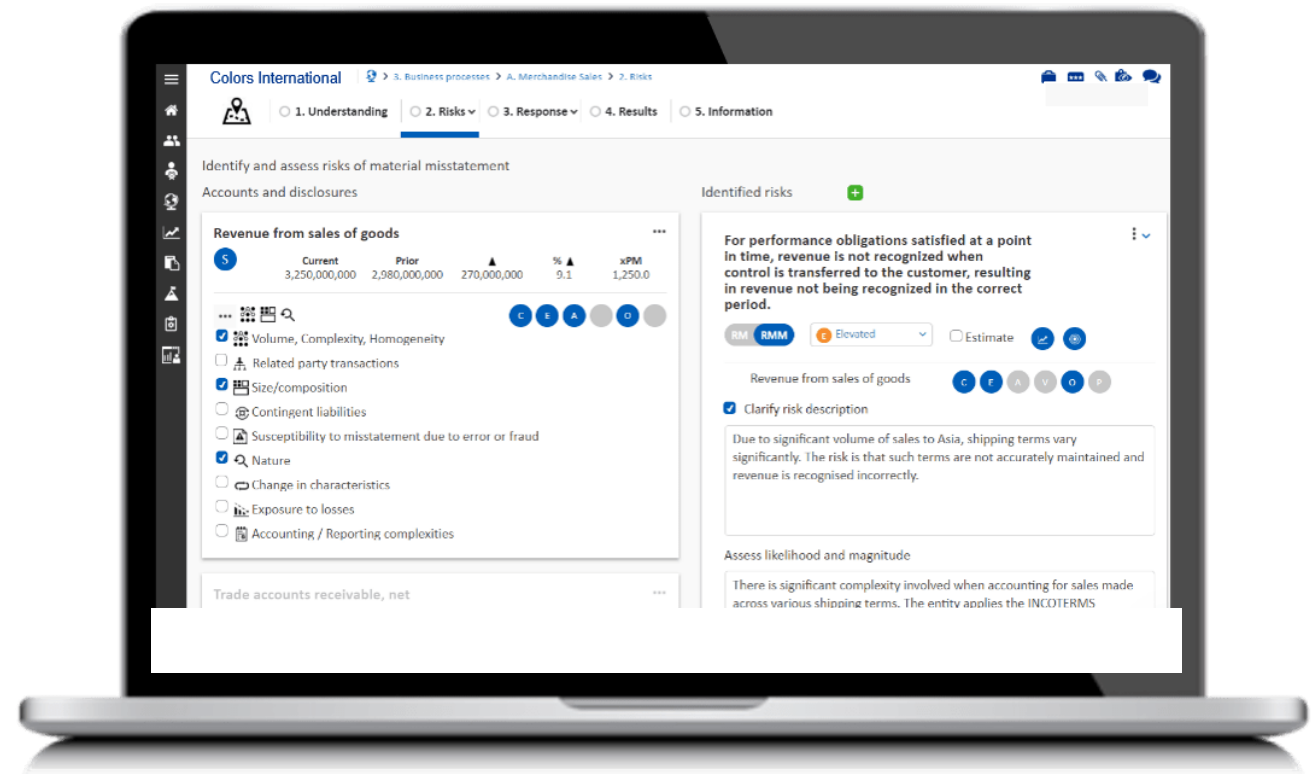 Colors International
> 3. Business processes > A. Merchandise Sales > 2. Risks
1. Understanding
2. Risks
3. Response
4. Results
5. Information
Identify and assess risks of material misstatement
Accounts and disclosures
Revenue from sales of goods
S
Current Prior ▲ % ▲ xPM
3,250,000,000 2,980,000,000 270,000,000 9.1 1,250.0
C E A O
Volume, Complexity, Homogeneity
Related party transactions
Size/composition
Contingent liabilities
Susceptibility to misstatement due to error or fraud
Nature
Change in characteristics
Exposure to losses
Accounting / Reporting complexities
Trade accounts receivable, net
Identified risks
For performance obligations satisfied at a point
in time, revenue is not recognized when
control is transferred to the customer, resulting
in revenue not being recognized in the correct
period.
RM RMM
E Elevated
Estimate
Revenue from sales of goods
C E A V O P
Clarify risk description
Due to significant volume of sales to Asia, shipping terms vary
significantly. The risk is that such terms are not accurately maintained and
revenue is recognised incorrectly.
Assess likelihood and magnitude
There is significant complexity involved when accounting for sales made
across various shipping terms. The entity applies the INCOTERMS